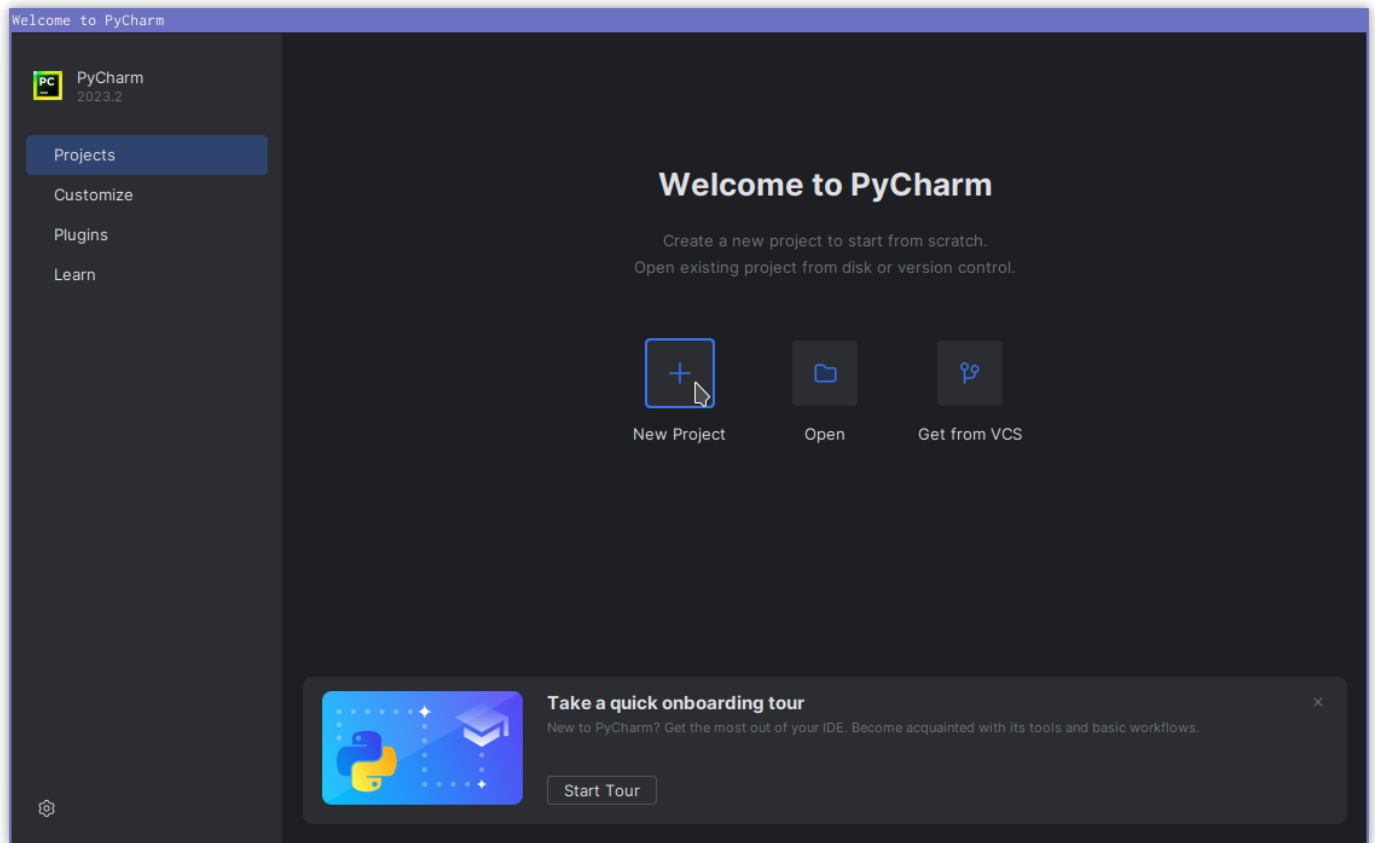 Welcome to PyCharm
PC
PyCharm
2023.2
Projects
Customize
Plugins
Learn
Welcome to PyCharm
Create a new project to start from scratch.
Open existing project from disk or version control.
New Project
Open
Get from VCS
Take a quick onboarding tour
New to PyCharm? Get the most out of your IDE. Become acquainted with its tools and basic workflows.
Start Tour